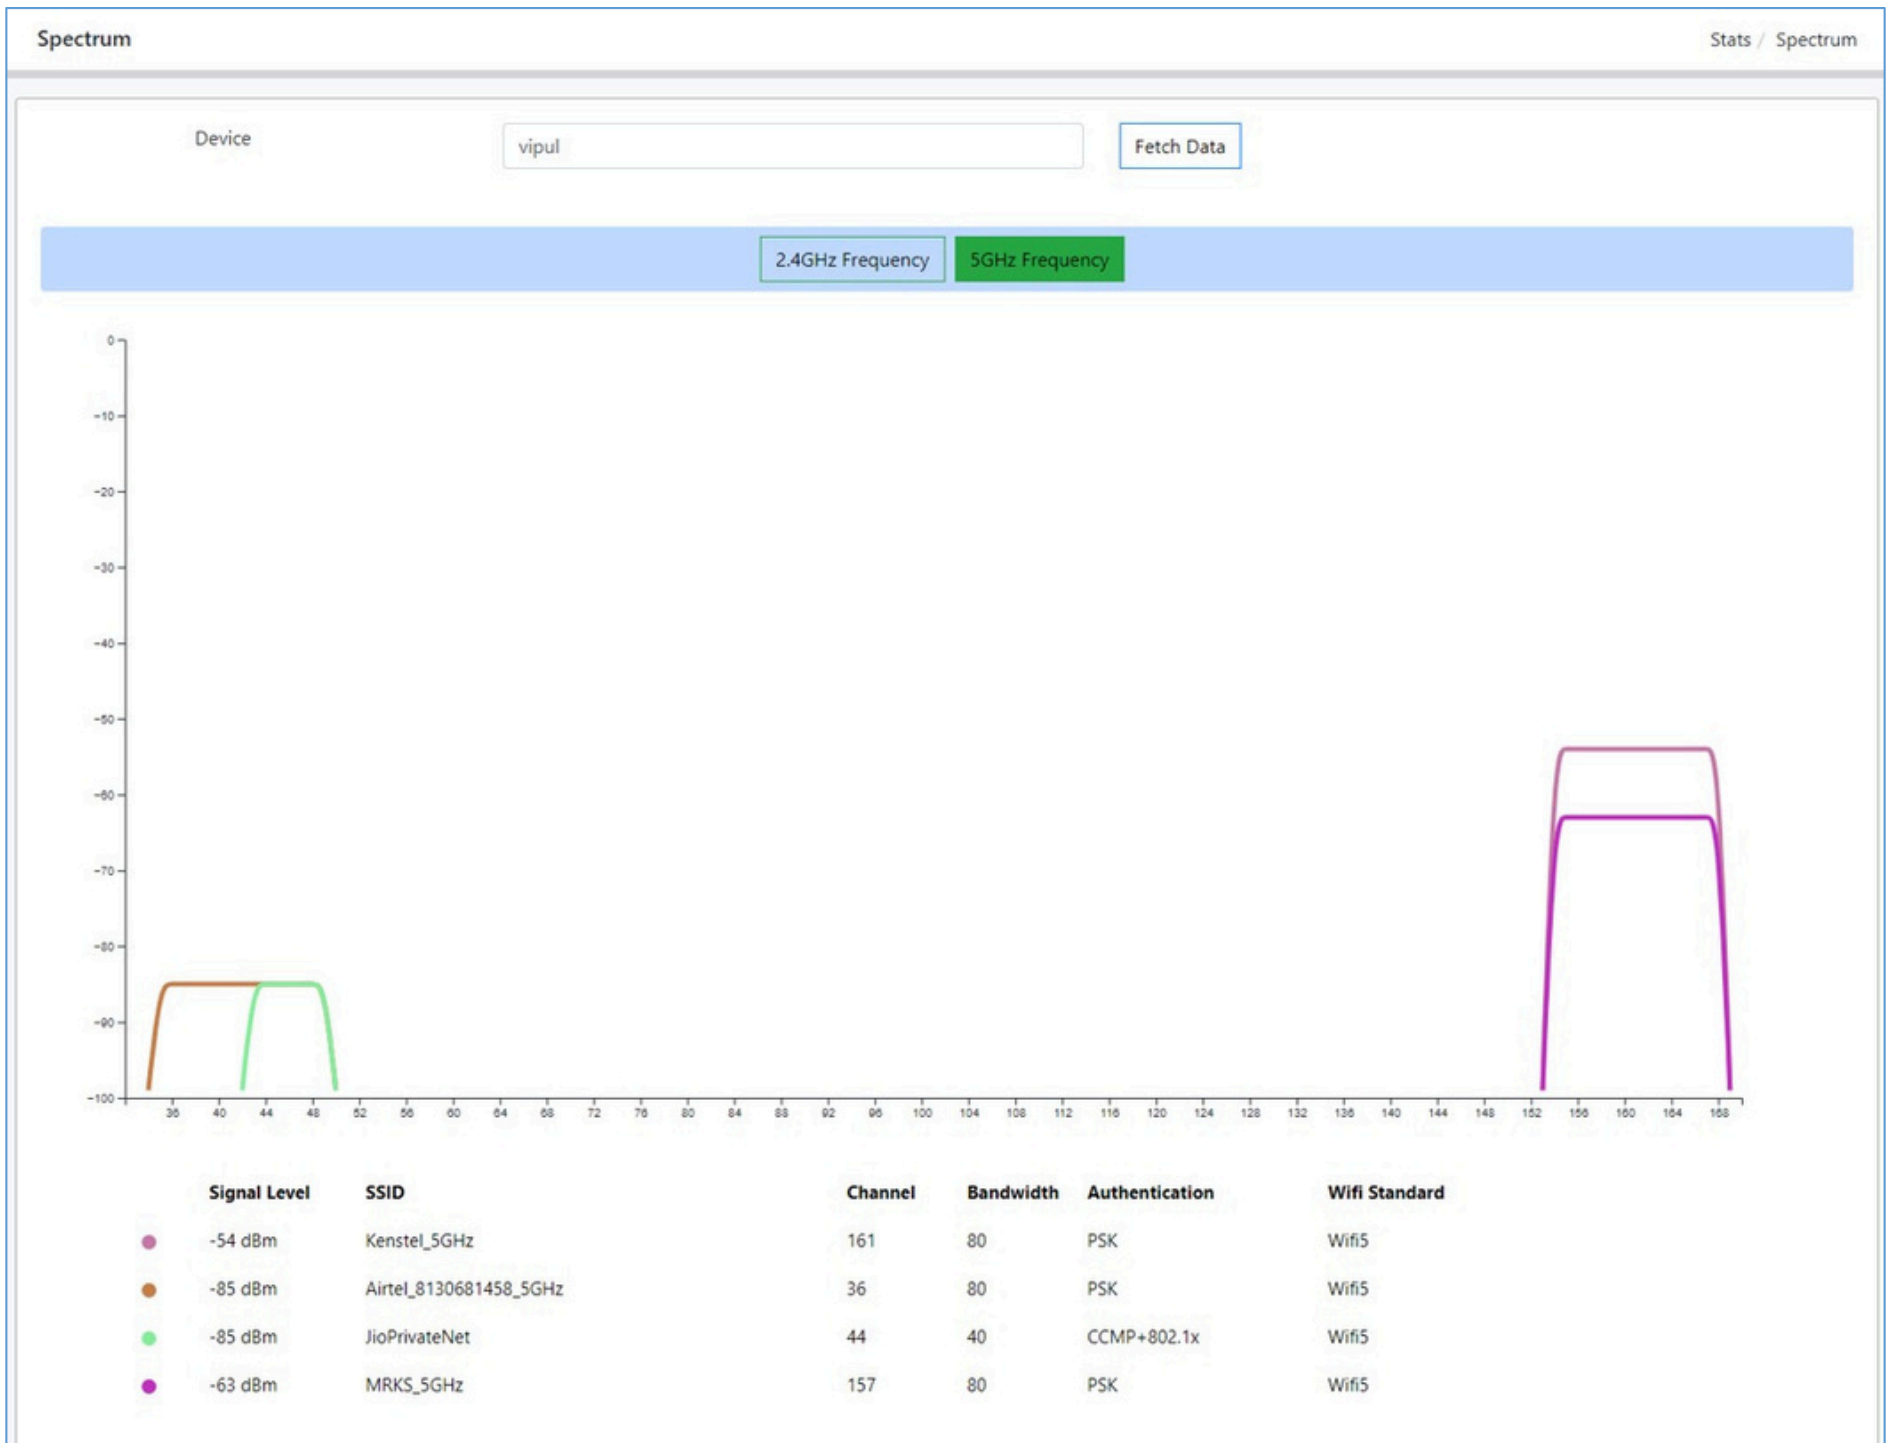 Spectrum
Stats / Spectrum
Device
vipul
Fetch Data
2.4GHz Frequency 5GHz Frequency
0
-10
-20
-30
-40
-50
-60
-70
-80
-90
-100
36 40 44 48 52 56 60 64 68 72 76 80 84 88 92 96 100 104 108 112 116 120 124 128 132 136 140 144 148 152 156 160 164 168
Signal Level SSID Channel Bandwidth Authentication Wifi Standard
-54 dBm Kenstel_5GHz 161 80 PSK Wifi5
-85 dBm Airtel_8130681458_5GHz 36 80 PSK Wifi5
-85 dBm JioPrivateNet 44 40 CCMP+802.1x Wifi5
-63 dBm MRKS_5GHz 157 80 PSK Wifi5